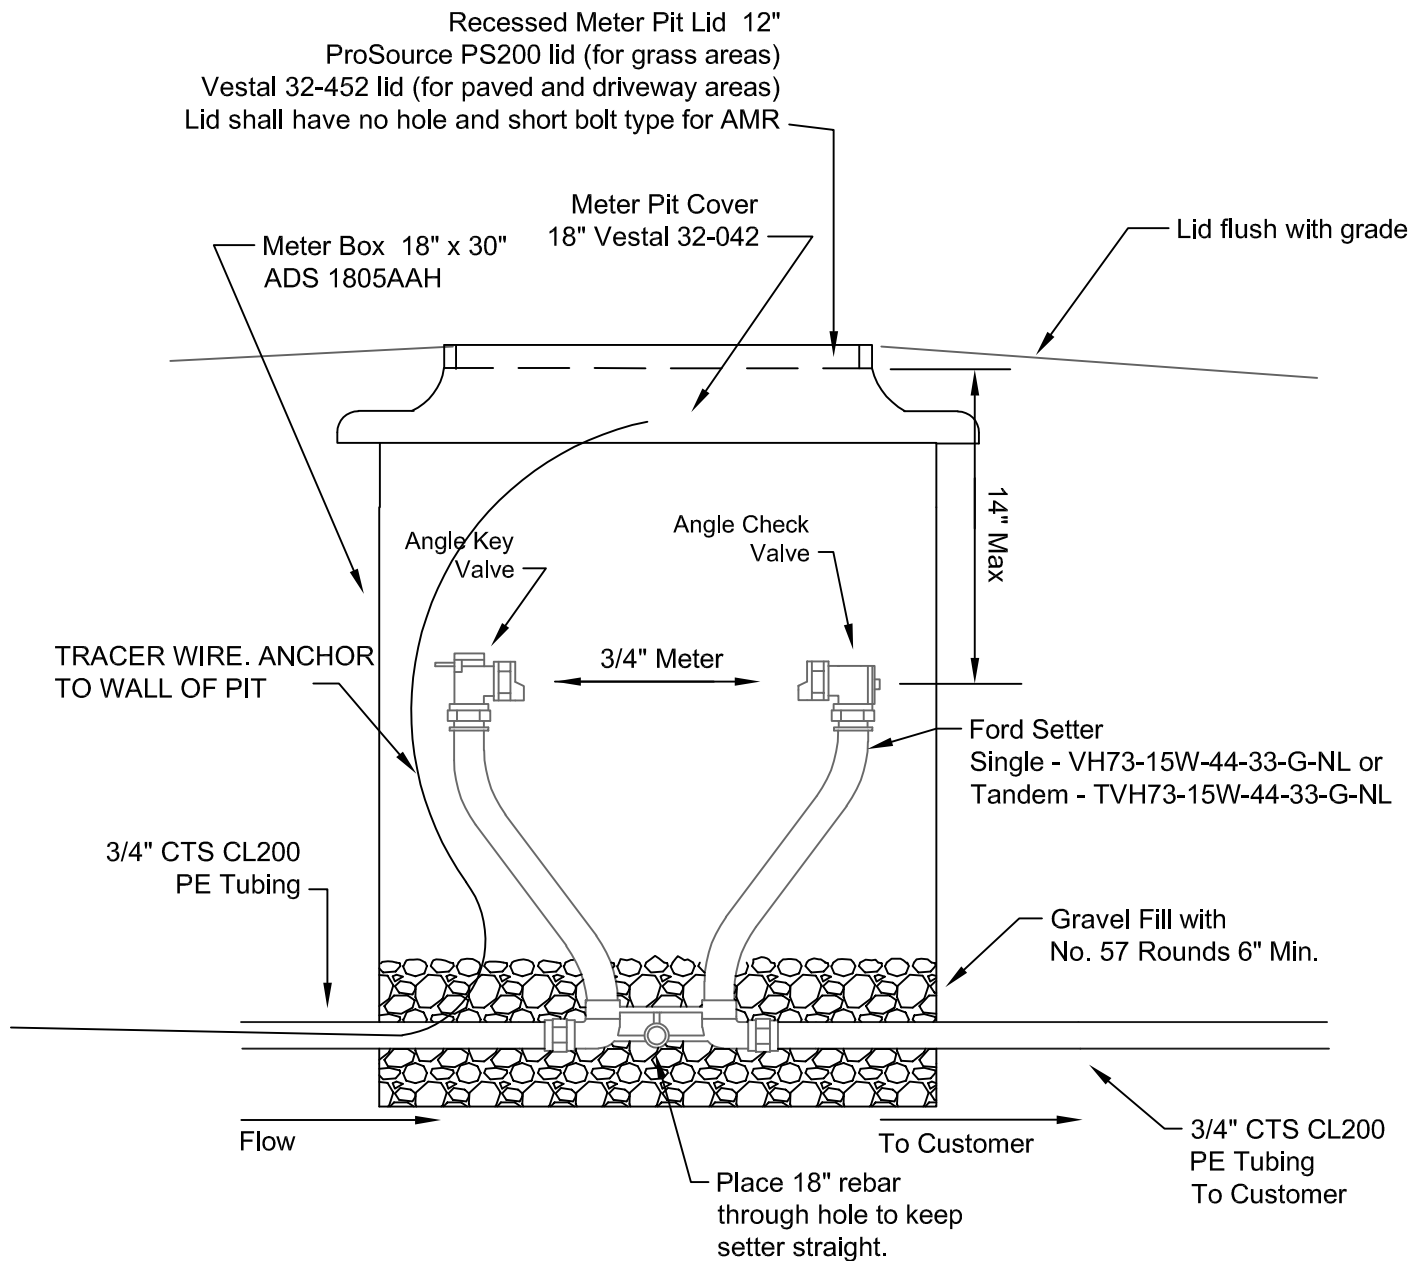 Recessed Meter Pit Lid 12"
ProSource PS200 lid (for grass areas)
Vestal 32-452 lid (for paved and driveway areas)
Lid shall have no hole and short bolt type for AMR
Meter Pit Cover
18" Vestal 32-042
Lid flush with grade
Meter Box 18" x 30"
ADS 1805AAH
14" Max
Angle Key
Valve
Angle Check
Valve
TRACER WIRE. ANCHOR
TO WALL OF PIT
3/4" Meter
Ford Setter
Single - VH73-15W-44-33-G-NL or
Tandem - TVH73-15W-44-33-G-NL
3/4" CTS CL200
PE Tubing
Gravel Fill with
No. 57 Rounds 6" Min.
Flow
To Customer
3/4" CTS CL200
PE Tubing
To Customer
Place 18" rebar
through hole to keep
setter straight.